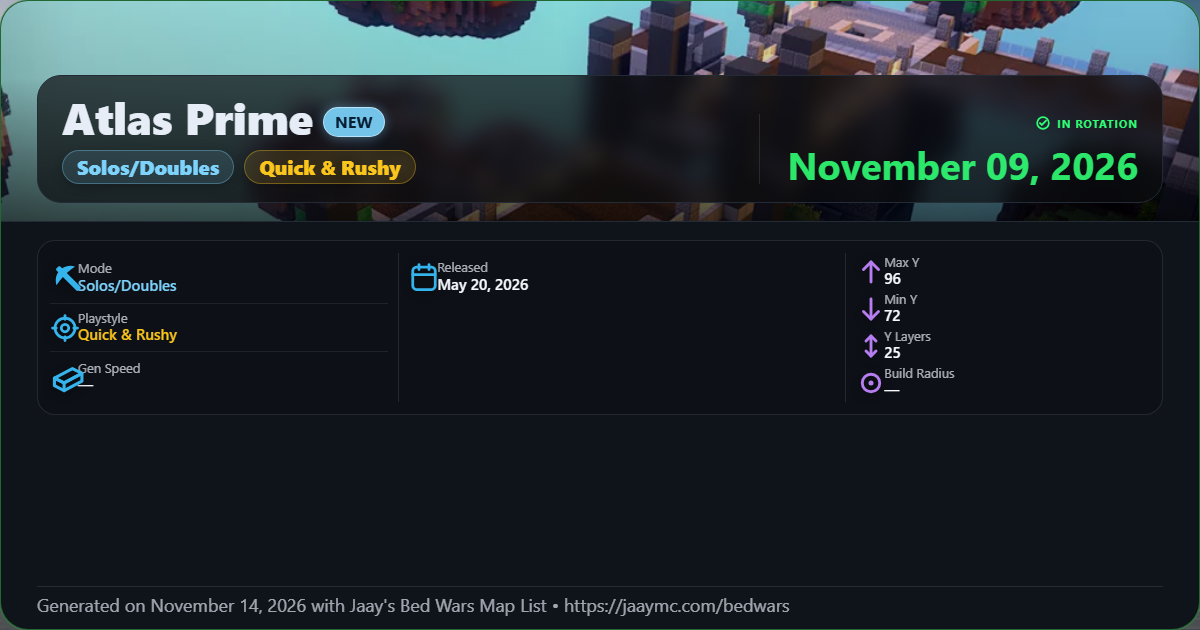 Atlas Prime NEW
Solos/Doubles Quick & Rushy
IN ROTATION
November 09, 2026
Mode
Solos/Doubles
Playstyle
Quick & Rushy
Gen Speed
—
Released
May 20, 2026
Max Y
96
Min Y
72
Y Layers
25
Build Radius
—
Generated on November 14, 2026 with Jaay's Bed Wars Map List • https://jaaymc.com/bedwars